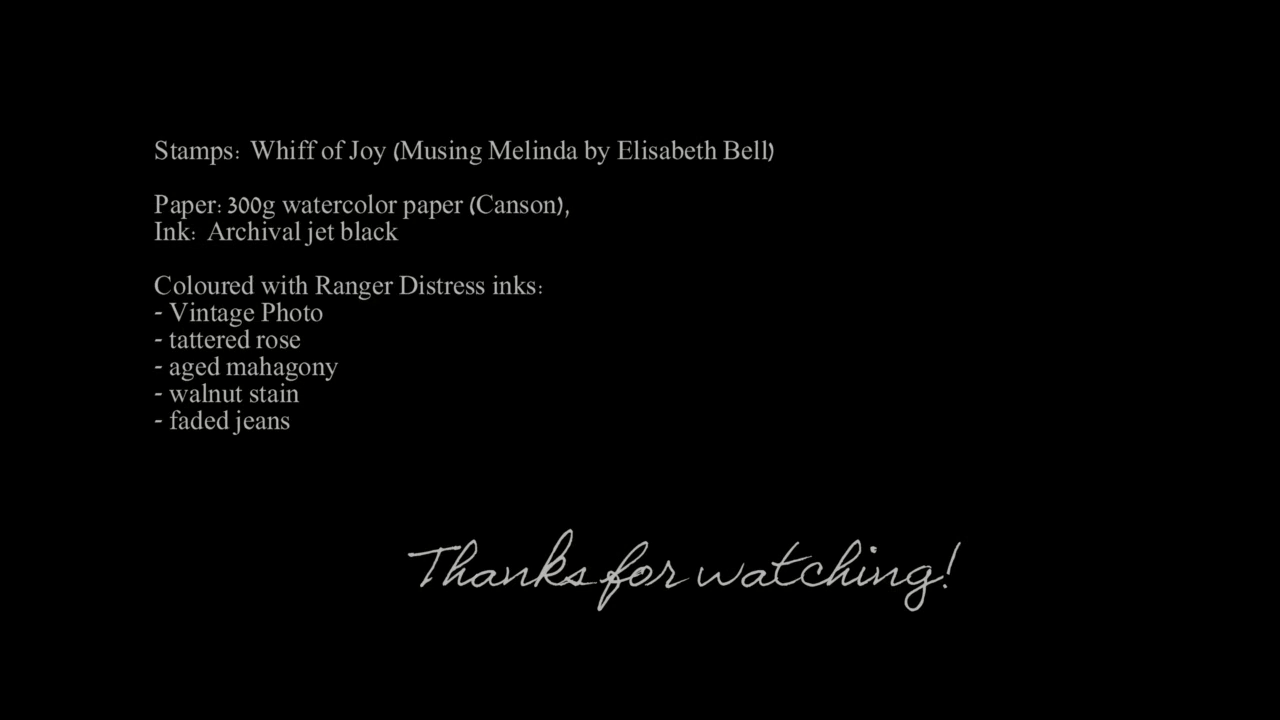 Stamps: Whiff of Joy (Musing Melinda by Elisabeth Bell)
Paper: 300g watercolor paper (Canson),
Ink: Archival jet black
Coloured with Ranger Distress inks:
- Vintage Photo
- tattered rose
- aged mahagony
- walnut stain
- faded jeans
Thanks for watching!